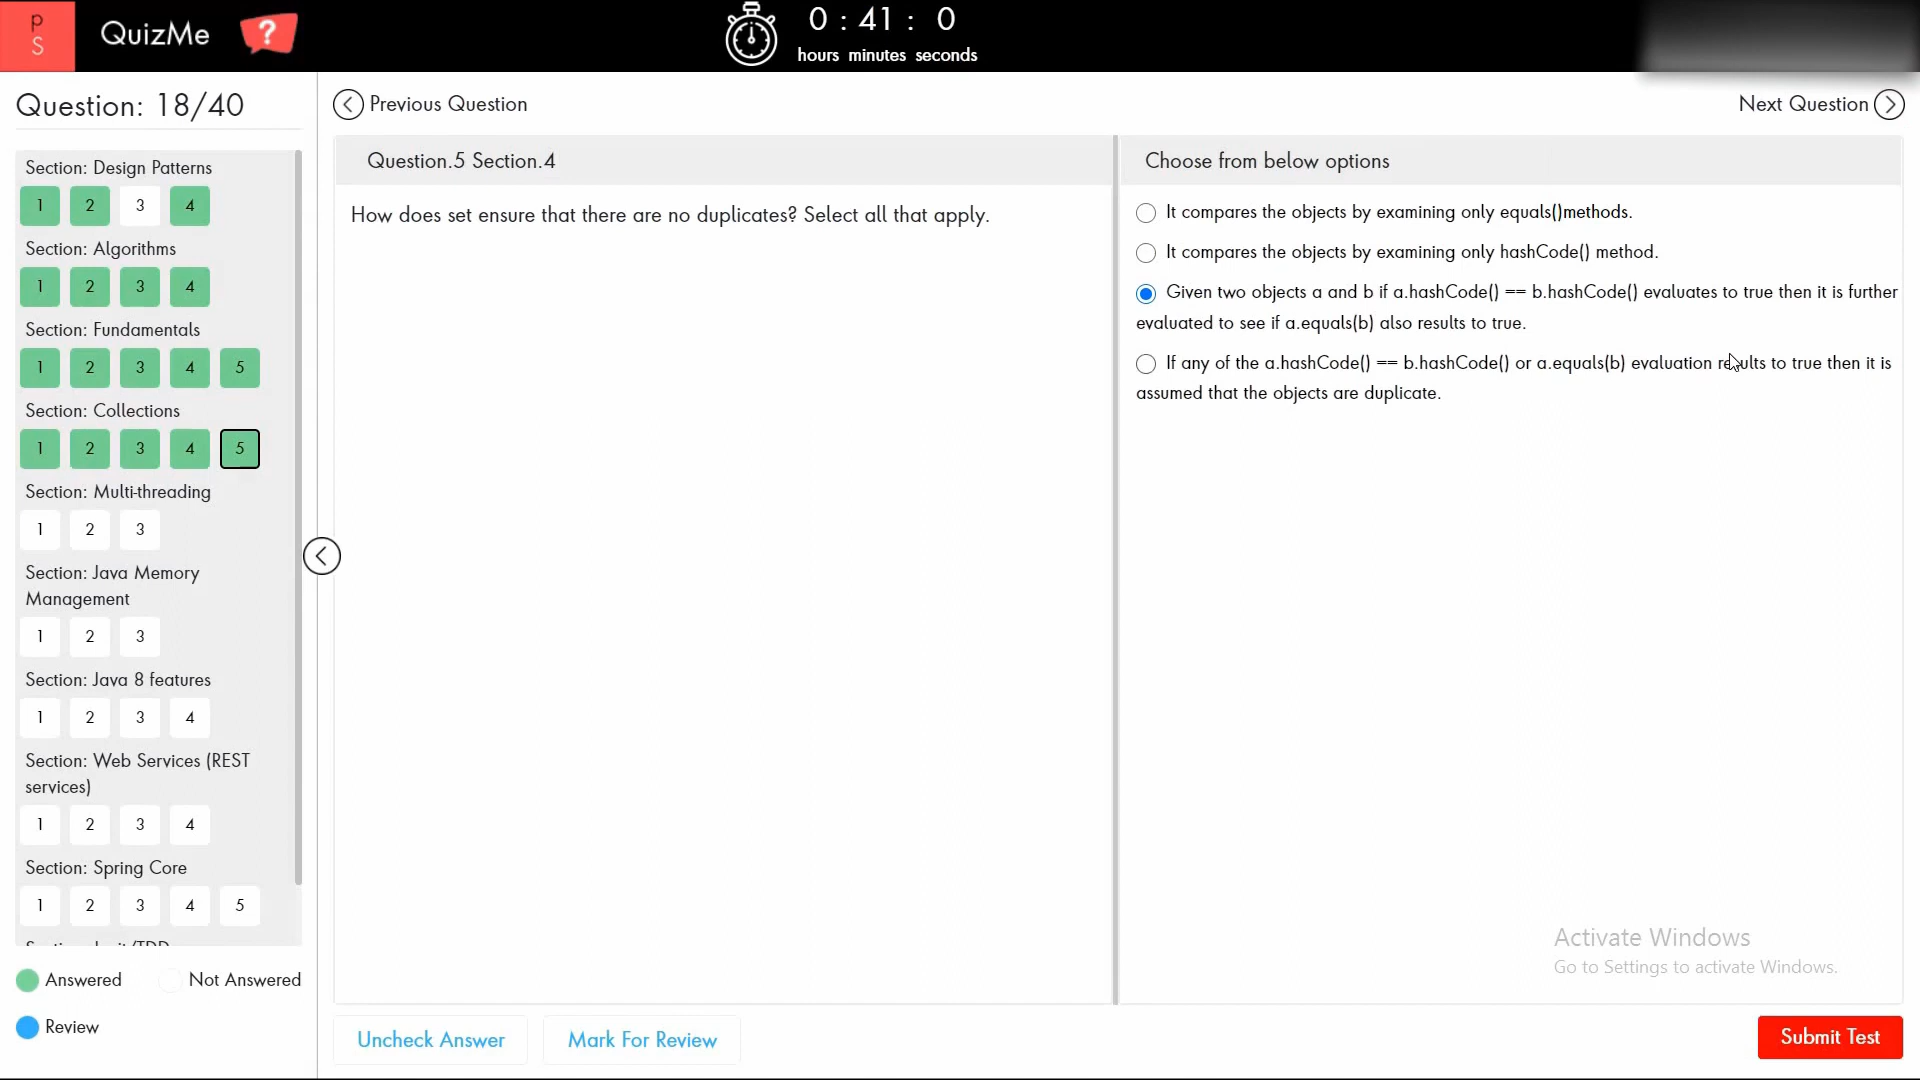 p
S
QuizMe
?
0 : 41 : 0
hours minutes seconds
Question: 18/40
Previous Question
Next Question
Section: Design Patterns
1 2 3 4
Section: Algorithms
1 2 3 4
Section: Fundamentals
1 2 3 4 5
Section: Collections
1 2 3 4 5
Section: Multi-threading
1 2 3
Section: Java Memory
Management
1 2 3
Section: Java 8 features
1 2 3 4
Section: Web Services (REST
services)
1 2 3 4
Section: Spring Core
1 2 3 4 5
Answered
Not Answered
Review
Question.5 Section.4
How does set ensure that there are no duplicates? Select all that apply.
Choose from below options
It compares the objects by examining only equals()methods.
It compares the objects by examining only hashCode() method.
Given two objects a and b if a.hashCode() == b.hashCode() evaluates to true then it is further
evaluated to see if a.equals(b) also results to true.
If any of the a.hashCode() == b.hashCode() or a.equals(b) evaluation results to true then it is
assumed that the objects are duplicate.
Activate Windows
Go to Settings to activate Windows.
Uncheck Answer
Mark For Review
Submit Test